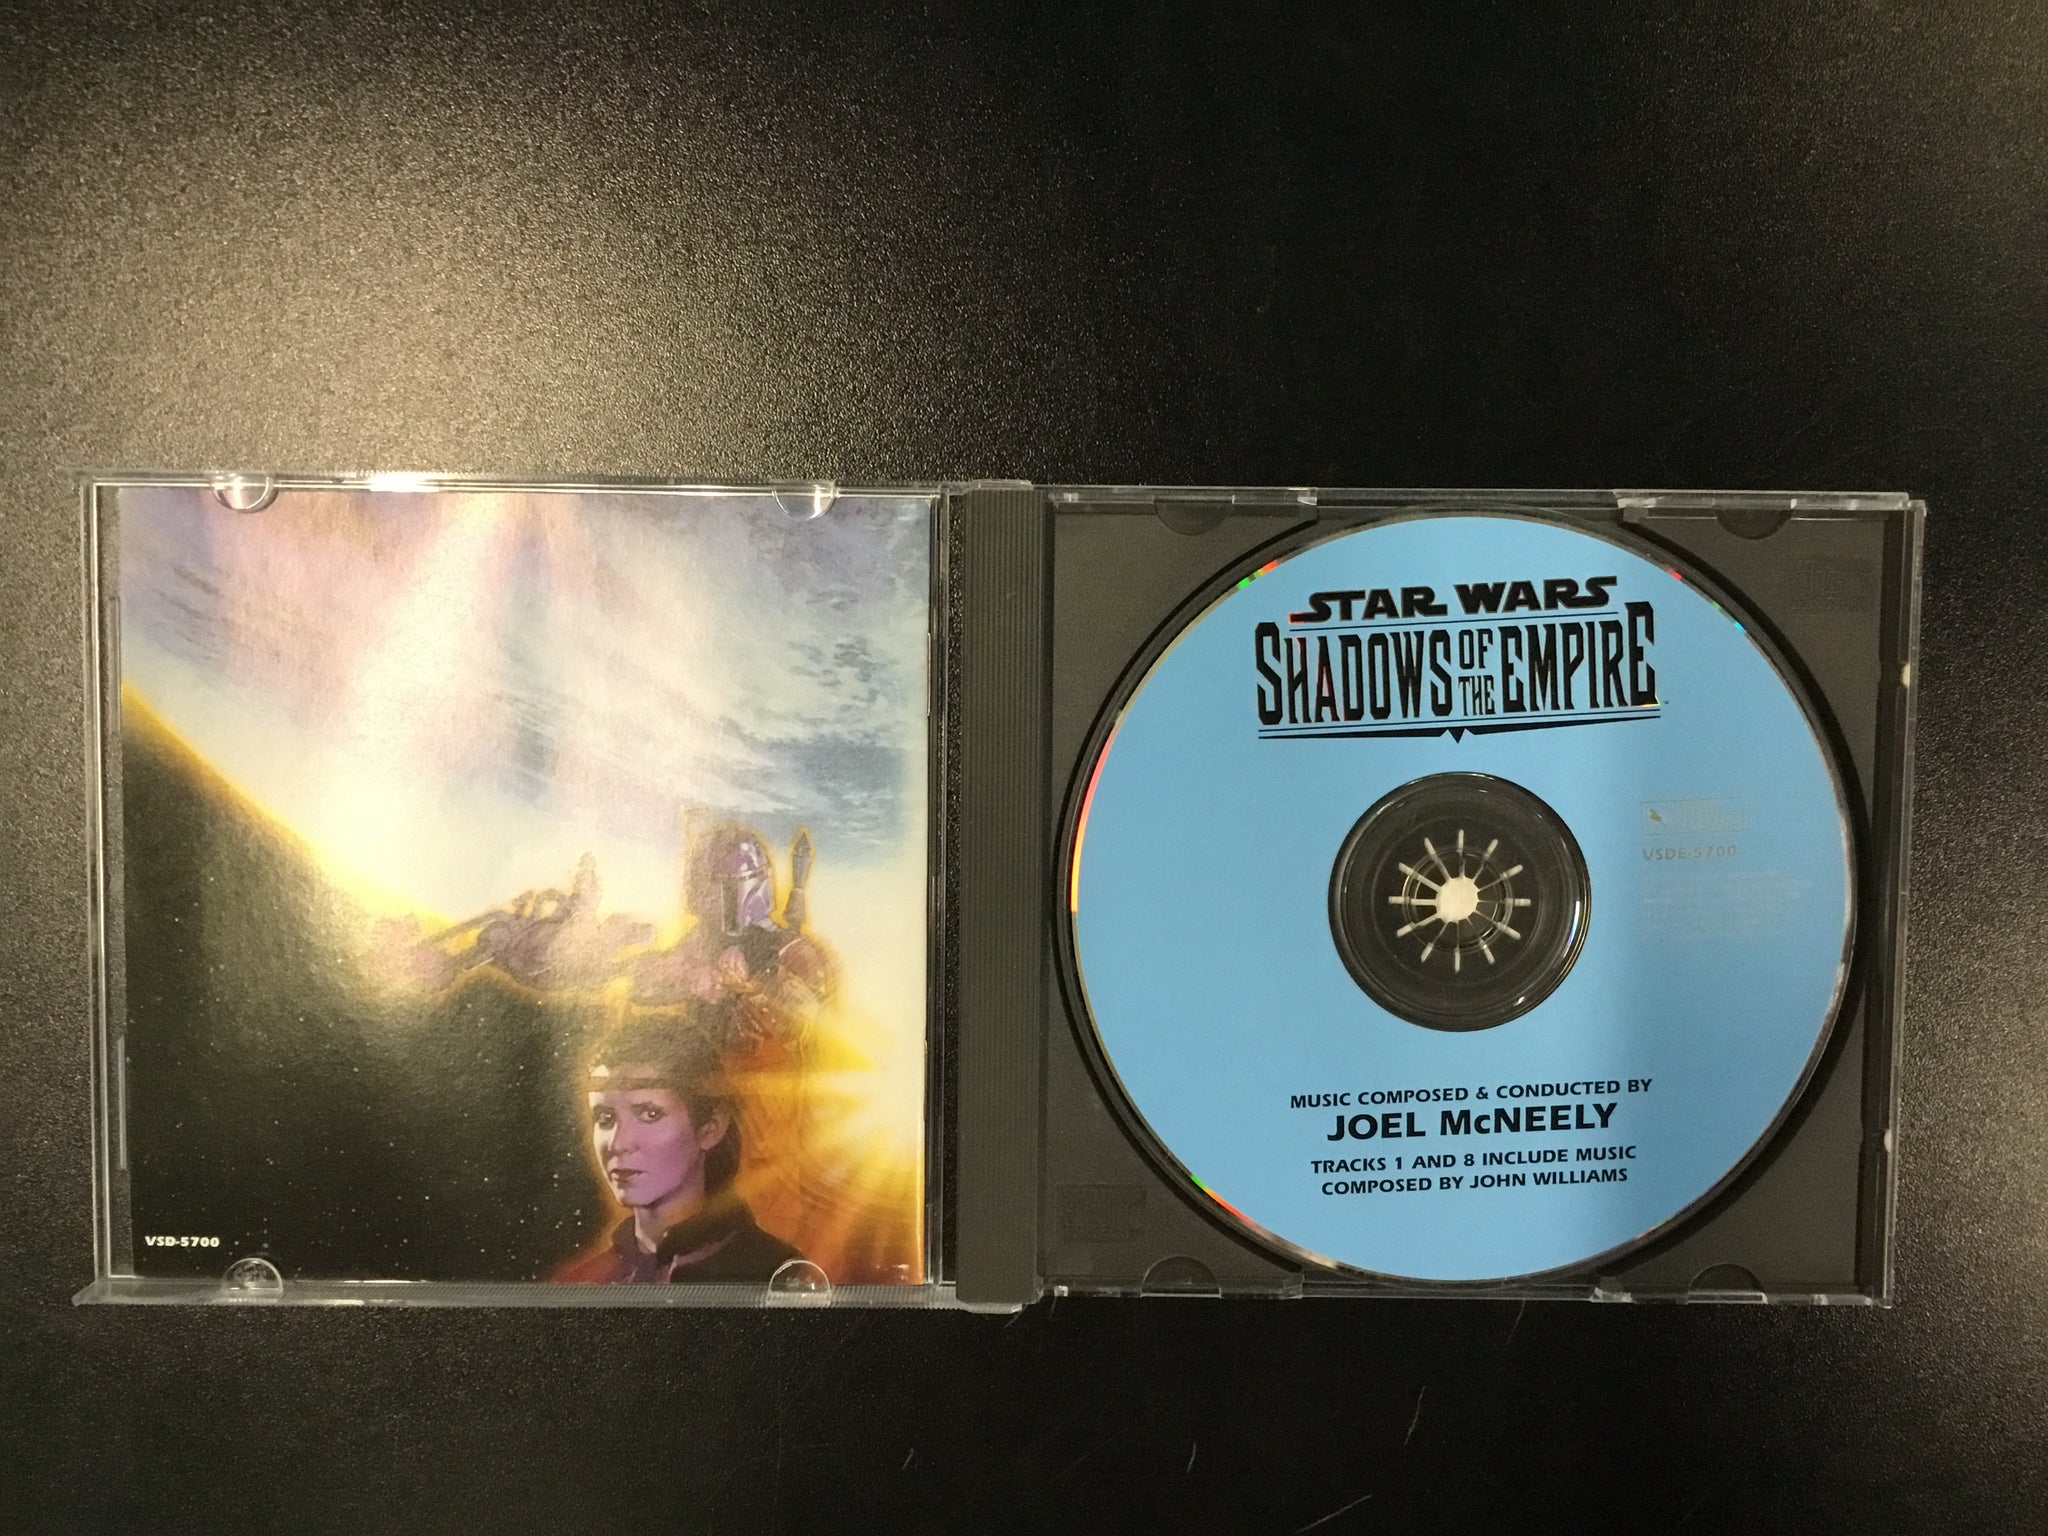 VSD-5700
STAR WARS
SHADOWS OF THE EMPIRE
VSDE-5700
MUSIC COMPOSED & CONDUCTED BY
JOEL McNEELY
TRACKS 1 AND 8 INCLUDE MUSIC
COMPOSED BY JOHN WILLIAMS